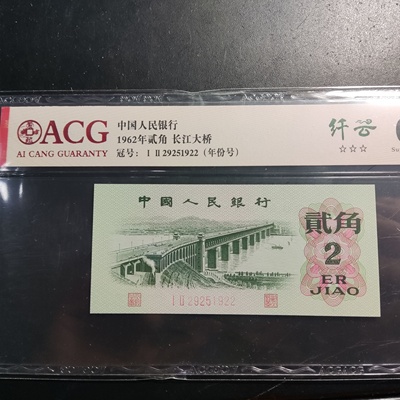 ACG
AI CANG GUARANTY
中国人民银行
1962年贰角 长江大桥
冠号：I II 29251922（年份号）
纤云
☆☆☆
中國人民銀行
貳角
2
ER
JIAO
I II 29251922